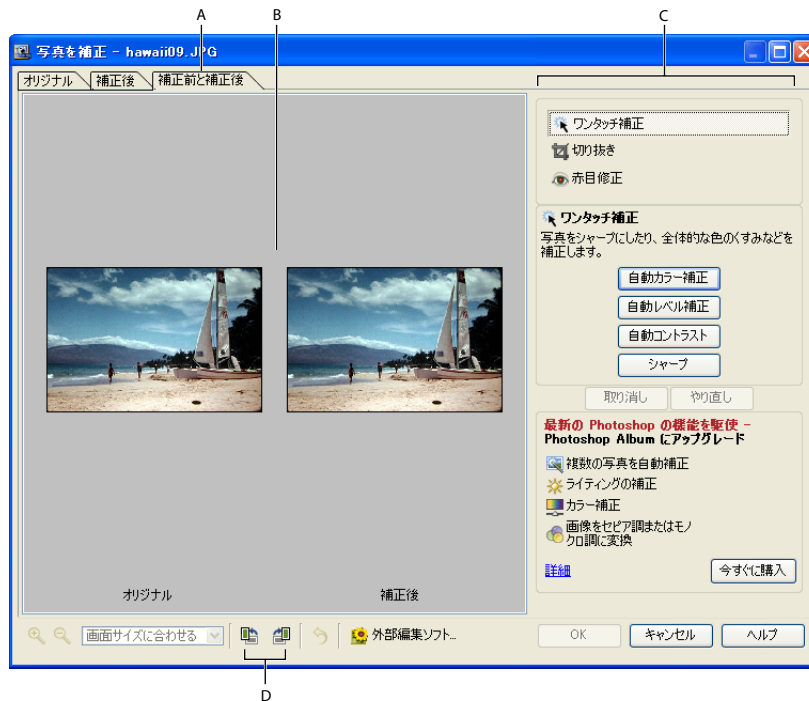 A
B
C
写真を補正 - hawaii09.JPG
オリジナル
補正後
補正前と補正後
ワンタッチ補正
切り抜き
赤目修正
ワンタッチ補正
写真をシャープにしたり、全体的な色のくすみなどを
補正します。
自動カラー補正
自動レベル補正
自動コントラスト
シャープ
取り消し
やり直し
最新の Photoshop の機能を駆使 -
Photoshop Album にアップグレード
複数の写真を自動補正
ライティングの補正
カラー補正
画像をセピア調またはモノ
クロ調に変換
詳細
今すぐに購入
オリジナル
補正後
画面サイズに合わせる
外部編集ソフト...
OK
キャンセル
ヘルプ
D